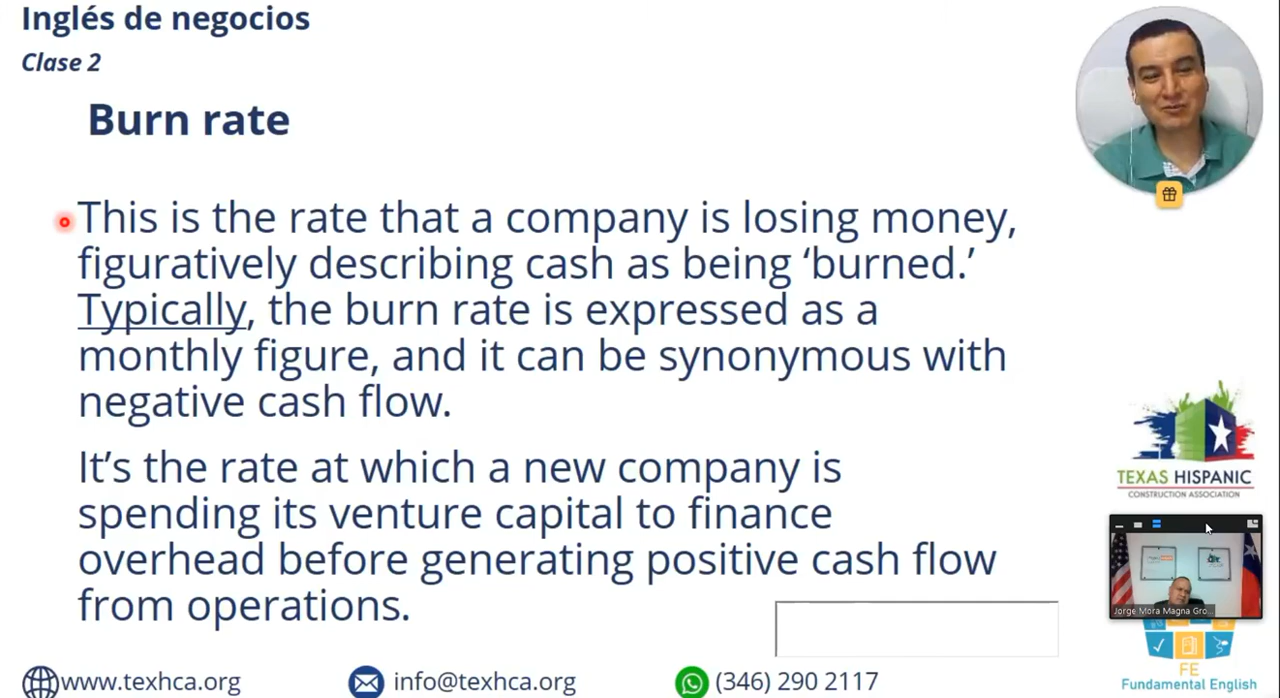 Inglés de negocios
Clase 2
Burn rate
This is the rate that a company is losing money,
figuratively describing cash as being ‘burned.’
Typically, the burn rate is expressed as a
monthly figure, and it can be synonymous with
negative cash flow.
It’s the rate at which a new company is
spending its venture capital to finance
overhead before generating positive cash flow
from operations.
TEXAS HISPANIC
CONSTRUCTION ASSOCIATION
Jorge Mora Magna Gro...
FE
Fundamental English
www.texhca.org
info@texhca.org
(346) 290 2117